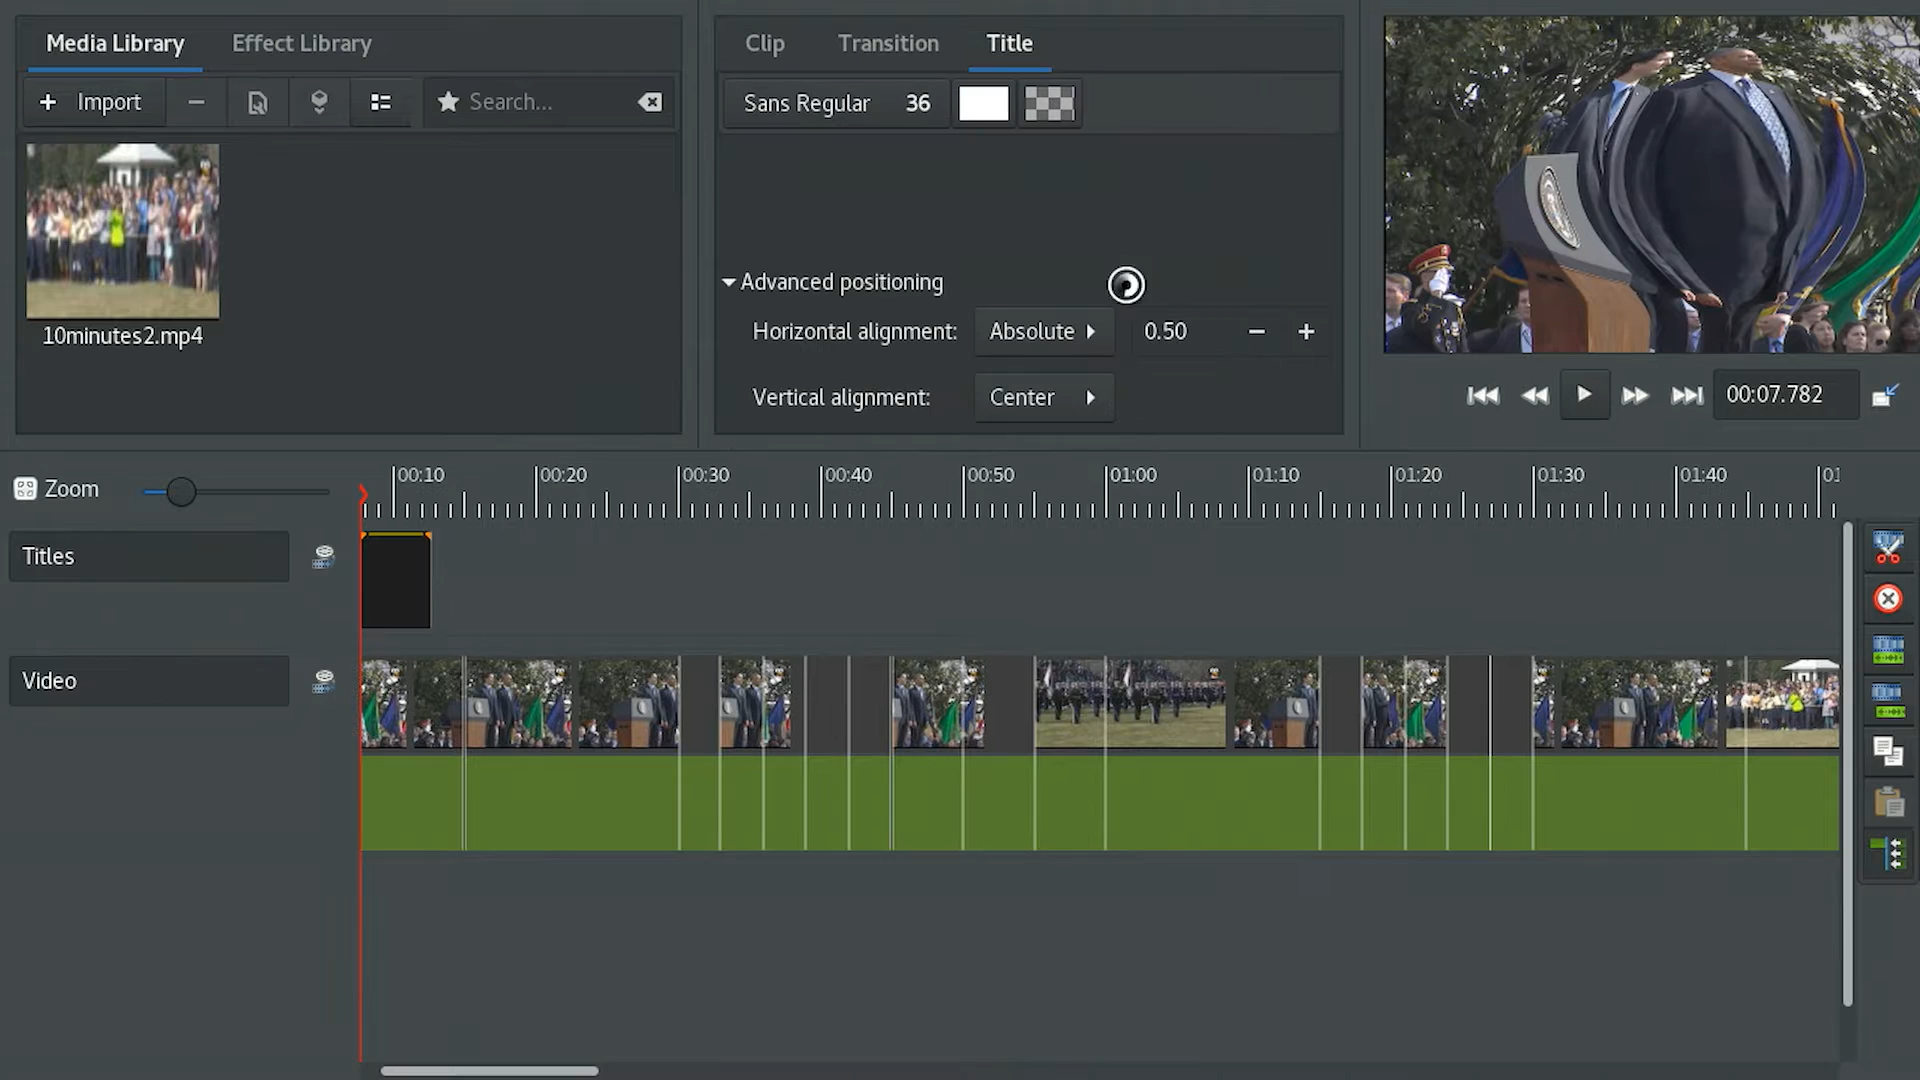 Media Library
Effect Library
Clip
Transition
Title
Import
Search...
Sans Regular 36
10minutes2.mp4
Advanced positioning
Horizontal alignment: Absolute 0.50
Vertical alignment: Center
00:07.782
Zoom
00:10 00:20 00:30 00:40 00:50 01:00 01:10 01:20 01:30 01:40
Titles
Video